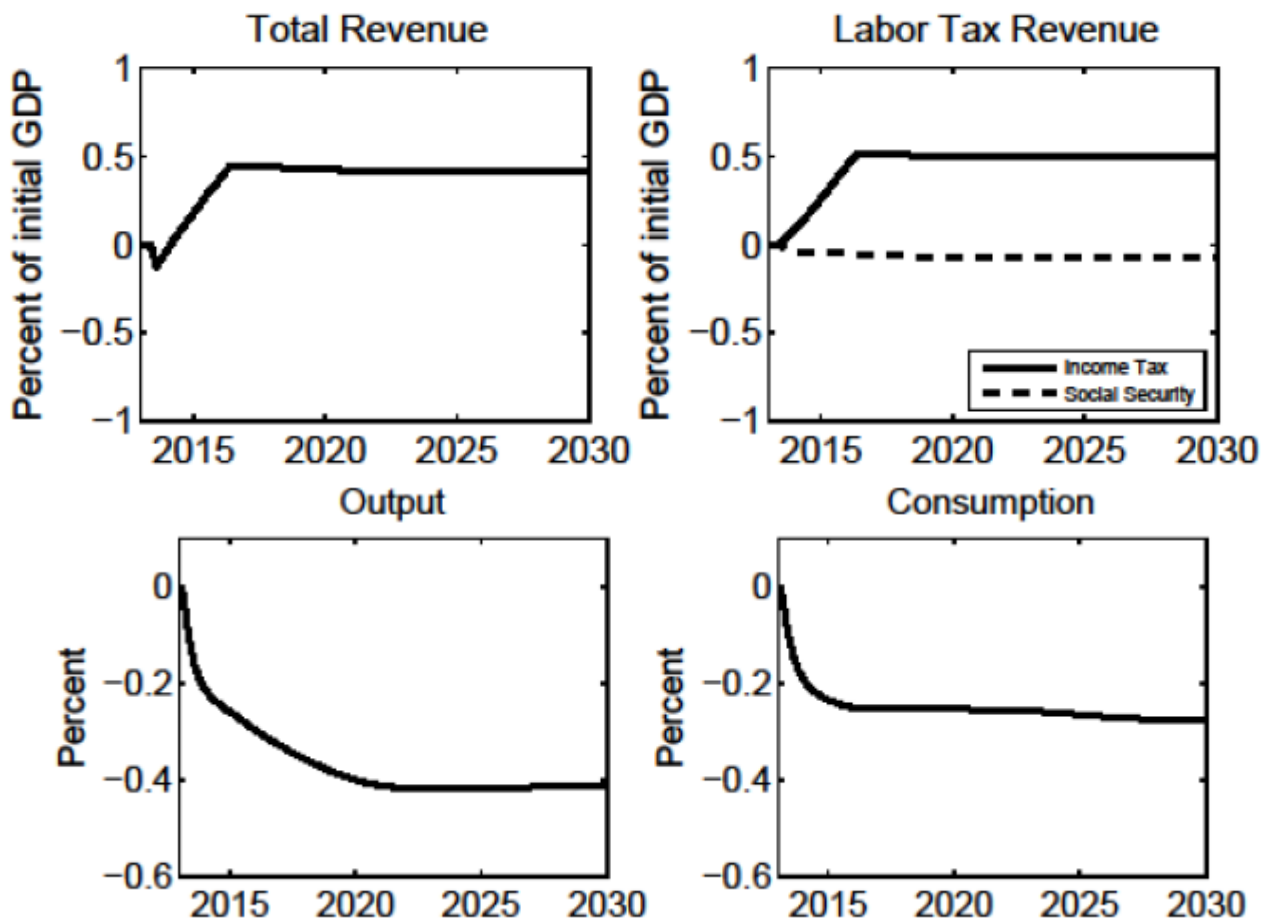 Total Revenue
Percent of initial GDP
1
0.5
0
−0.5
−1
2015 2020 2025 2030
Labor Tax Revenue
Percent of initial GDP
1
0.5
0
−0.5
−1
Income Tax
Social Security
2015 2020 2025 2030
Output
Percent
0
−0.2
−0.4
−0.6
2015 2020 2025 2030
Consumption
Percent
0
−0.2
−0.4
−0.6
2015 2020 2025 2030